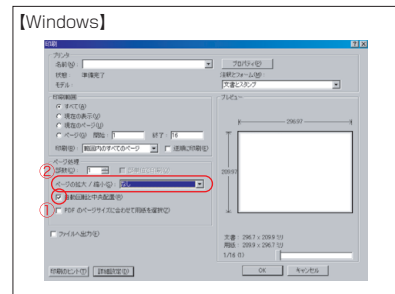 【Windows】
印刷
プリンタ
名前(N):
プロパティ(P)
状態: 準備完了
注釈とフォーム(M):
モデル:
文書とスタンプ
印刷範囲
プレビュー
すべて(A)
現在の表示(V)
296.97
現在のページ(U)
ページ(G) 開始: 1 終了: 16
印刷(R): 範囲内のすべてのページ 逆順に印刷(E)
ページ処理
②
部数(C): 1 部単位で印刷(O)
ページの拡大/縮小(S): なし
自動回転と中央配置(R)
① PDF のページサイズに合わせて用紙を選択(Z)
ファイルへ出力(I)
文書: 296.7 x 209.9 ミリ
用紙: 209.9 x 296.7 ミリ
1/16 (1)
印刷のヒント(T) 詳細設定(D) OK キャンセル